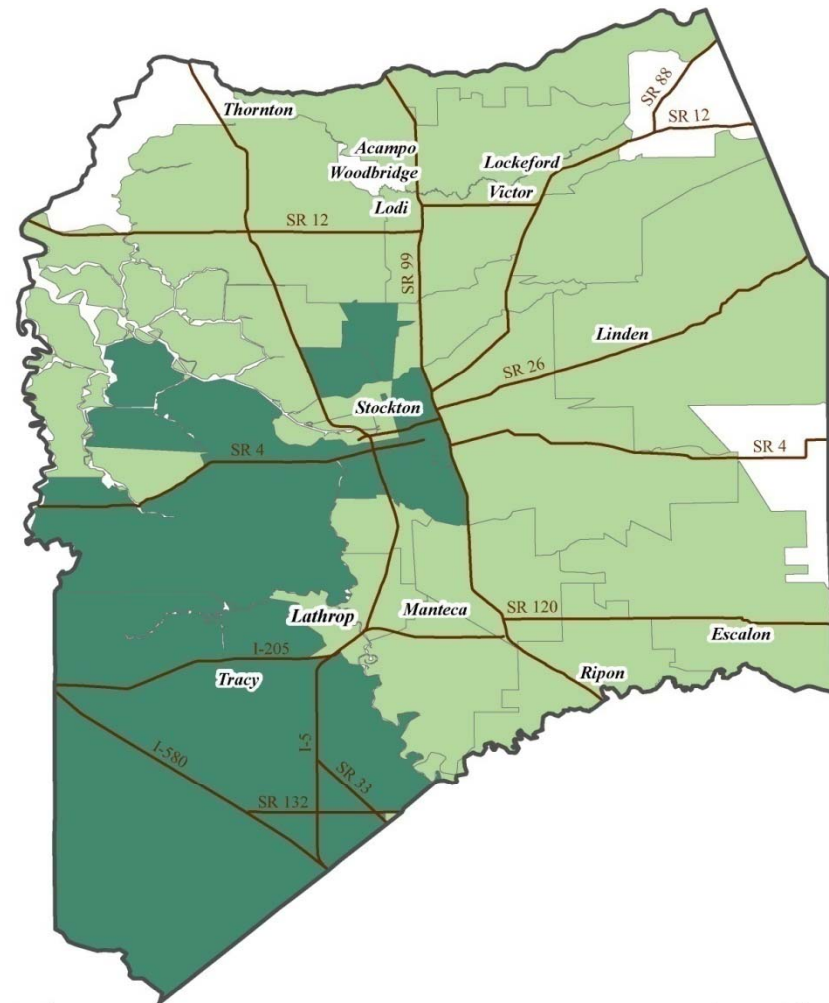 SR 88
SR 12
Thornton
Acampo
Woodbridge
Lockeford
Victor
Lodi
SR 12
SR 99
Linden
SR 26
Stockton
SR 4
SR 4
Lathrop
Manteca
SR 120
Escalon
I-205
Tracy
Ripon
I-5
I-580
SR 33
SR 132